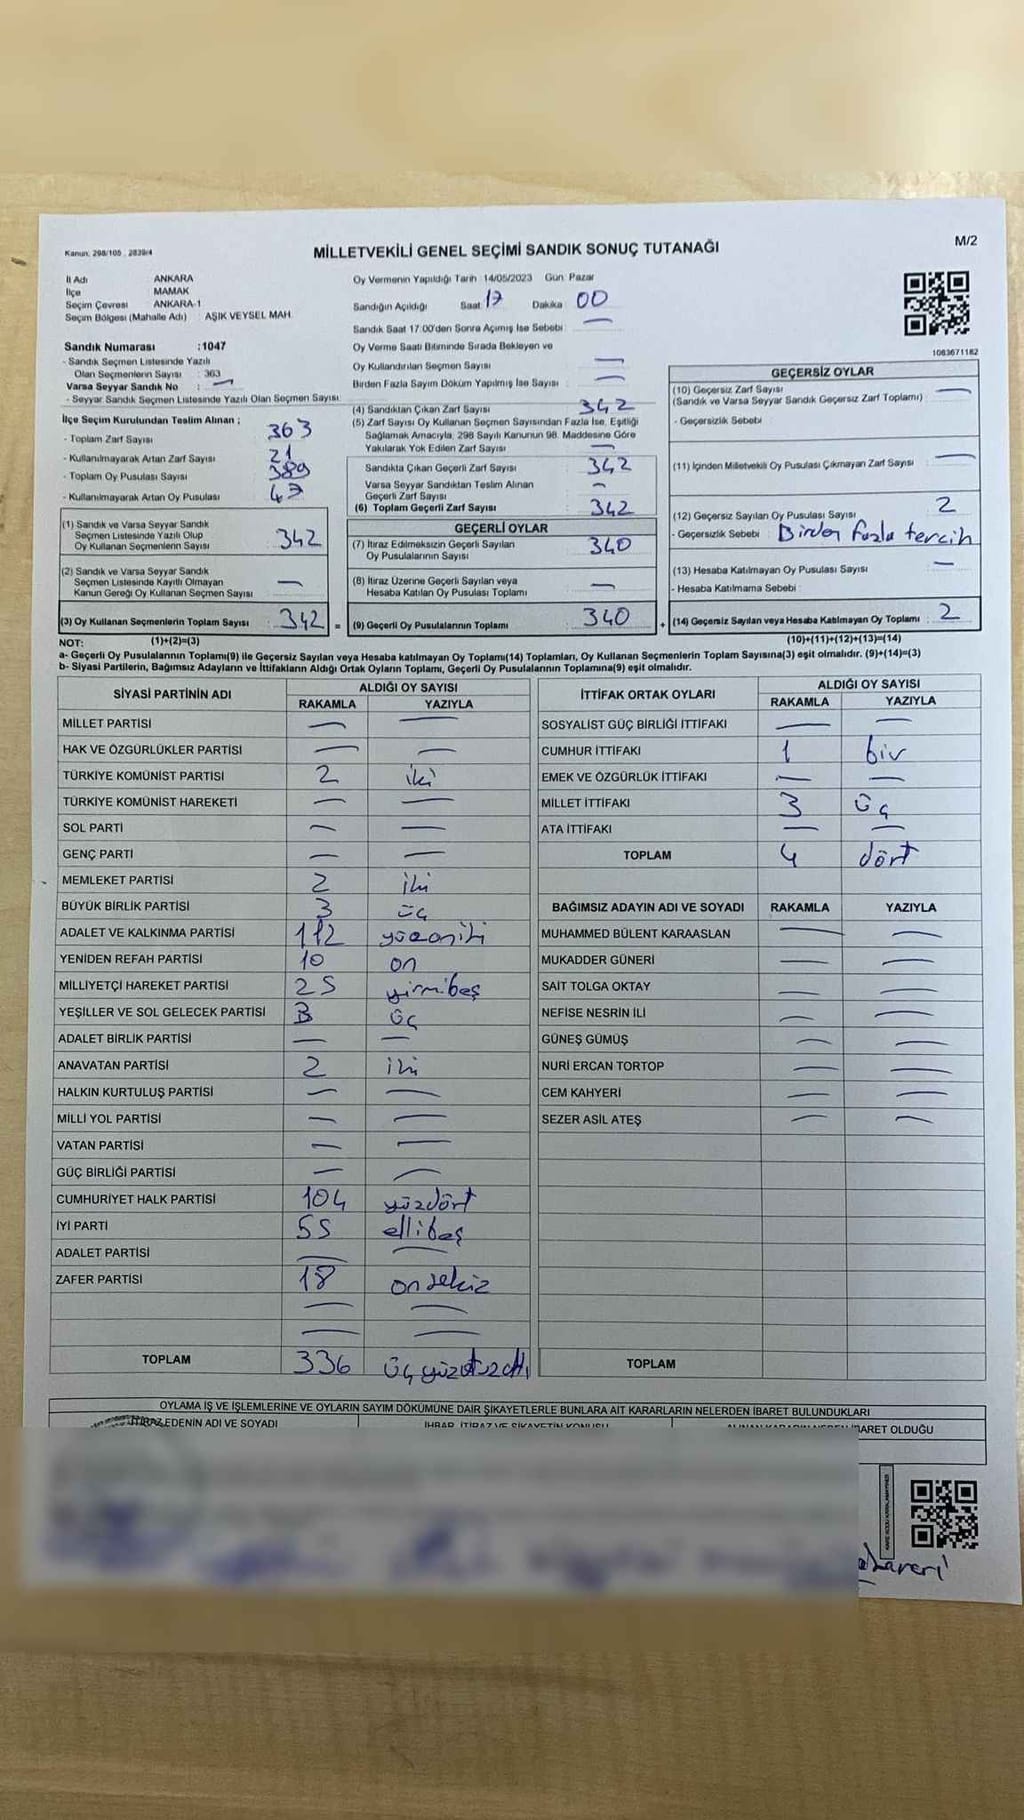 Kanun: 298/105 , 2839/4
MİLLETVEKİLİ GENEL SEÇİMİ SANDIK SONUÇ TUTANAĞI
M/2
İl Adı ANKARA
İlçe MAMAK
Seçim Çevresi ANKARA-1
Seçim Bölgesi (Mahalle Adı) : AŞIK VEYSEL MAH.
Oy Vermenin Yapıldığı Tarih 14/05/2023 Gün Pazar
Sandığın Açıldığı Saat 17 Dakika 00
Sandık Saat 17:00'den Sonra Açımış İse Sebebi : —
Oy Verme Saati Bitiminde Sırada Bekleyen ve
Oy Kullandırılan Seçmen Sayısı —
Birden Fazla Sayım Döküm Yapılmış İse Sayısı : —
1083671182
Sandık Numarası :1047
- Sandık Seçmen Listesinde Yazılı
Olan Seçmenlerin Sayısı : 363
Varsa Seyyar Sandık No : —
- Seyyar Sandık Seçmen Listesinde Yazılı Olan Seçmen Sayısı:
İlçe Seçim Kurulundan Teslim Alınan ;
- Toplam Zarf Sayısı 363
- Kullanılmayarak Artan Zarf Sayısı 21
- Toplam Oy Pusulası Sayısı 389
- Kullanılmayarak Artan Oy Pusulası 47
(1) Sandık ve Varsa Seyyar Sandık
Seçmen Listesinde Yazılı Olup
Oy Kullanan Seçmenlerin Sayısı 342
(2) Sandık ve Varsa Seyyar Sandık
Seçmen Listesinde Kayıtlı Olmayan
Kanun Gereği Oy Kullanan Seçmen Sayısı —
(3) Oy Kullanan Seçmenlerin Toplam Sayısı 342 =
(4) Sandıktan Çıkan Zarf Sayısı 342
(5) Zarf Sayısı Oy Kullanan Seçmen Sayısından Fazla İse, Eşitliği
Sağlamak Amacıyla, 298 Sayılı Kanunun 98. Maddesine Göre
Yakılarak Yok Edilen Zarf Sayısı —
Sandıkta Çıkan Geçerli Zarf Sayısı 342
Varsa Seyyar Sandıktan Teslim Alınan
Geçerli Zarf Sayısı —
(6) Toplam Geçerli Zarf Sayısı 342
GEÇERLİ OYLAR
(7) İtiraz Edilmeksizin Geçerli Sayılan
Oy Pusulalarının Sayısı 340
(8) İtiraz Üzerine Geçerli Sayılan veya
Hesaba Katılan Oy Pusulası Toplamı —
(9) Geçerli Oy Pusulalarının Toplamı 340 +
GEÇERSİZ OYLAR
(10) Geçersiz Zarf Sayısı —
(Sandık ve Varsa Seyyar Sandık Geçersiz Zarf Toplamı)
- Geçersizlik Sebebi :
(11) İçinden Milletvekili Oy Pusulası Çıkmayan Zarf Sayısı —
(12) Geçersiz Sayılan Oy Pusulası Sayısı 2
- Geçersizlik Sebebi : Birden fazla tercih
(13) Hesaba Katılmayan Oy Pusulası Sayısı —
- Hesaba Katılmama Sebebi :
(14) Geçersiz Sayılan veya Hesaba Katılmayan Oy Toplamı 2
NOT: (1)+(2)=(3) (10)+(11)+(12)+(13)=(14)
a- Geçerli Oy Pusulalarının Toplamı(9) ile Geçersiz Sayılan veya Hesaba katılmayan Oy Toplamı(14) Toplamları, Oy Kullanan Seçmenlerin Toplam Sayısına(3) eşit olmalıdır. (9)+(14)=(3)
b- Siyasi Partilerin, Bağımsız Adayların ve İttifakların Aldığı Ortak Oyların Toplamı, Geçerli Oy Pusulalarının Toplamına(9) eşit olmalıdır.
SİYASİ PARTİNİN ADI ALDIĞI OY SAYISI
RAKAMLA YAZIYLA
MİLLET PARTİSİ — —
HAK VE ÖZGÜRLÜKLER PARTİSİ — —
TÜRKİYE KOMÜNİST PARTİSİ 2 iki
TÜRKİYE KOMÜNİST HAREKETİ — —
SOL PARTİ — —
GENÇ PARTİ — —
MEMLEKET PARTİSİ 2 iki
BÜYÜK BİRLİK PARTİSİ 3 üç
ADALET VE KALKINMA PARTİSİ 112 yüzoniki
YENİDEN REFAH PARTİSİ 10 on
MİLLİYETÇİ HAREKET PARTİSİ 25 yirmibeş
YEŞİLLER VE SOL GELECEK PARTİSİ 3 üç
ADALET BİRLİK PARTİSİ — —
ANAVATAN PARTİSİ 2 iki
HALKIN KURTULUŞ PARTİSİ — —
MİLLİ YOL PARTİSİ — —
VATAN PARTİSİ — —
GÜÇ BİRLİĞİ PARTİSİ — —
CUMHURİYET HALK PARTİSİ 104 yüzdört
İYİ PARTİ 55 ellibeş
ADALET PARTİSİ — —
ZAFER PARTİSİ 18 onsekiz
— —
— —
TOPLAM 336 üçyüzotuzaltı
İTTİFAK ORTAK OYLARI ALDIĞI OY SAYISI
RAKAMLA YAZIYLA
SOSYALİST GÜÇ BİRLİĞİ İTTİFAKI — —
CUMHUR İTTİFAKI 1 bir
EMEK VE ÖZGÜRLÜK İTTİFAKI — —
MİLLET İTTİFAKI 3 üç
ATA İTTİFAKI — —
TOPLAM 4 dört
BAĞIMSIZ ADAYIN ADI VE SOYADI RAKAMLA YAZIYLA
MUHAMMED BÜLENT KARAASLAN — —
MUKADDER GÜNERİ — —
SAİT TOLGA OKTAY — —
NEFİSE NESRİN İLİ — —
GÜNEŞ GÜMÜŞ — —
NURİ ERCAN TORTOP — —
CEM KAHYERİ — —
SEZER ASİL ATEŞ — —
TOPLAM
OYLAMA İŞ VE İŞLEMLERİNE VE OYLARIN SAYIM DÖKÜMÜNE DAİR ŞİKAYETLERLE BUNLARA AİT KARARLARIN NELERDEN İBARET BULUNDUKLARI
İTİRAZ EDENİN ADI VE SOYADI İHBAR, İTİRAZ VE ŞİKAYETİN KONUSU İBARET OLDUĞU